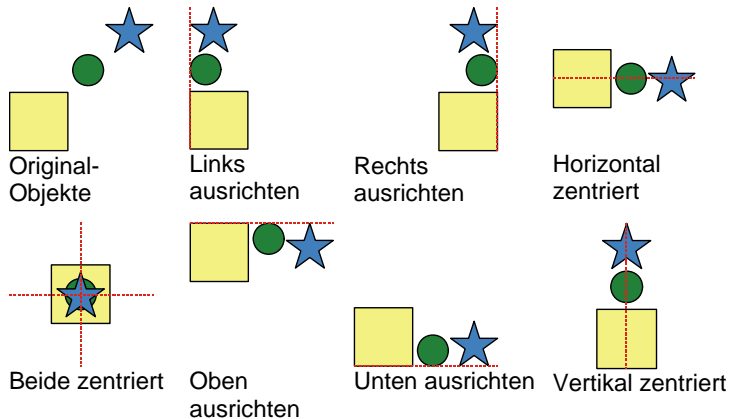 Original-
Objekte
Links
ausrichten
Rechts
ausrichten
Horizontal
zentriert
Beide zentriert
Oben
ausrichten
Unten ausrichten
Vertikal zentriert